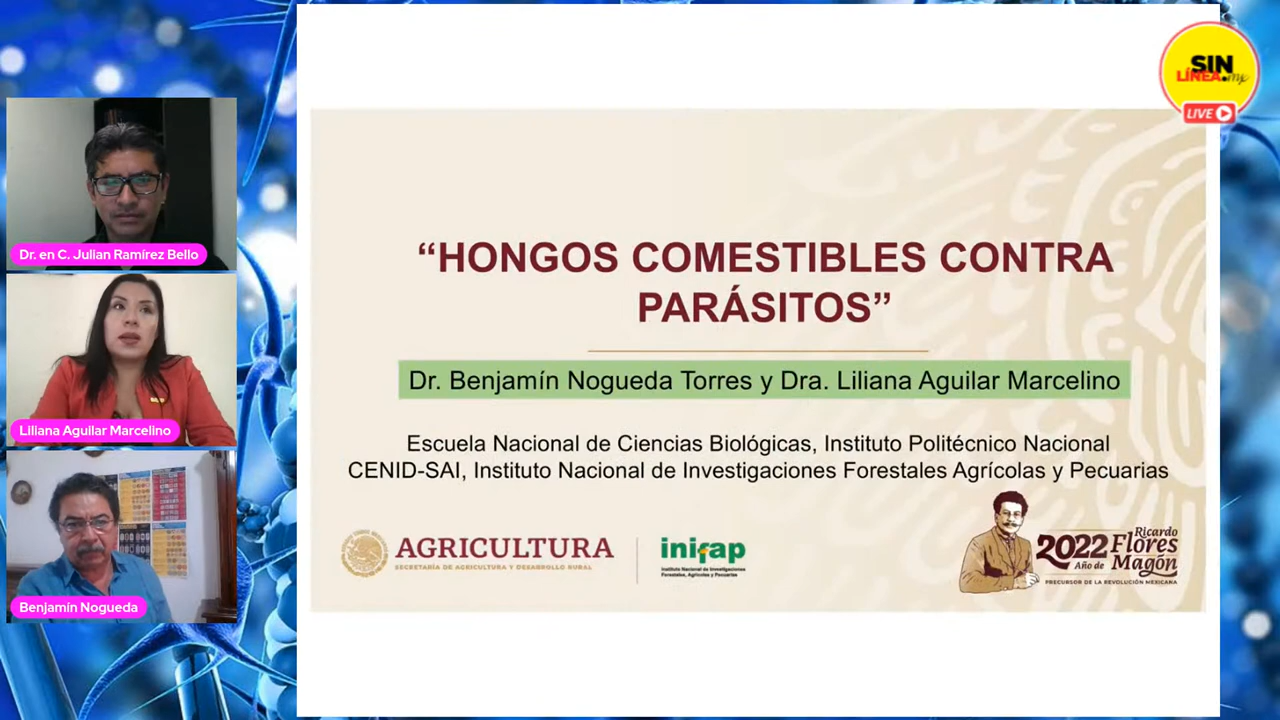 SIN
LÍNEA.mx
LIVE
Dr. en C. Julian Ramírez Bello
Liliana Aguilar Marcelino
Benjamín Nogueda
“HONGOS COMESTIBLES CONTRA
PARÁSITOS”
Dr. Benjamín Nogueda Torres y Dra. Liliana Aguilar Marcelino
Escuela Nacional de Ciencias Biológicas, Instituto Politécnico Nacional
CENID-SAI, Instituto Nacional de Investigaciones Forestales Agrícolas y Pecuarias
AGRICULTURA
SECRETARÍA DE AGRICULTURA Y DESARROLLO RURAL
inifap
Instituto Nacional de Investigaciones
Forestales, Agrícolas y Pecuarias
2022
Año de
Ricardo
Flores
Magón
PRECURSOR DE LA REVOLUCIÓN MEXICANA